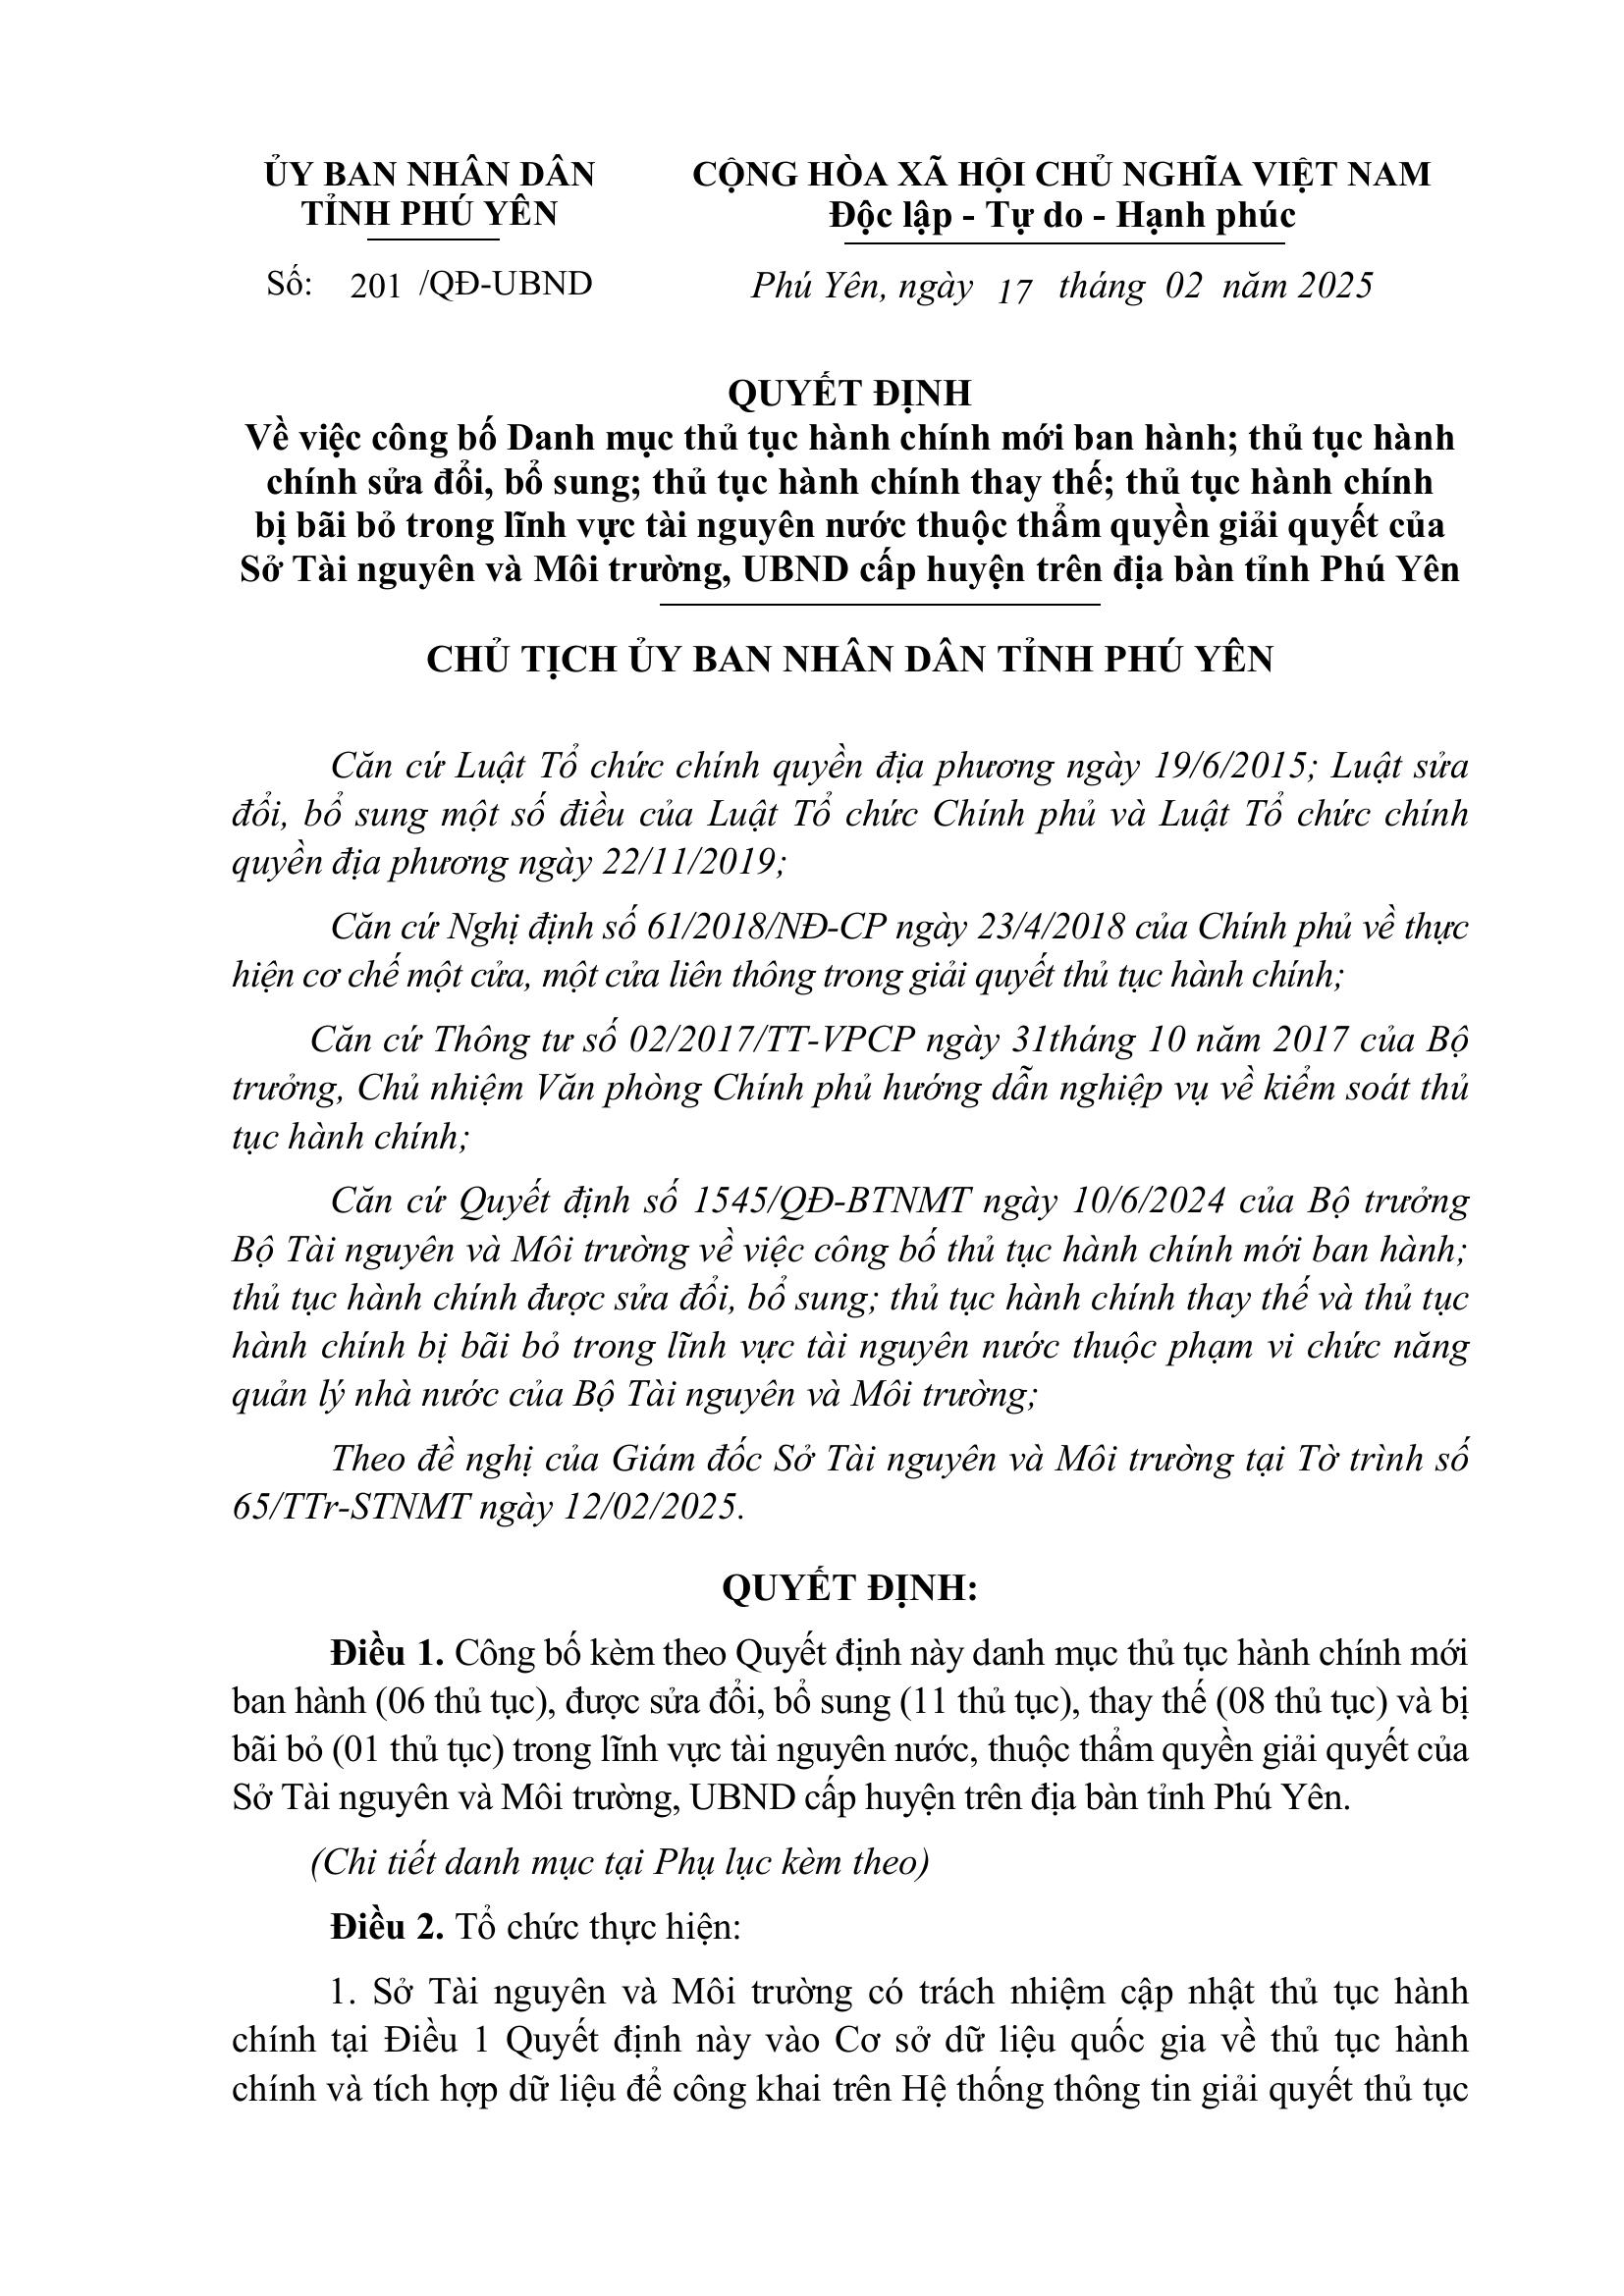 ỦY BAN NHÂN DÂN
TỈNH PHÚ YÊN
Số: 201 /QĐ-UBND
CỘNG HÒA XÃ HỘI CHỦ NGHĨA VIỆT NAM
Độc lập - Tự do - Hạnh phúc
Phú Yên, ngày 17 tháng 02 năm 2025
QUYẾT ĐỊNH
Về việc công bố Danh mục thủ tục hành chính mới ban hành; thủ tục hành
chính sửa đổi, bổ sung; thủ tục hành chính thay thế; thủ tục hành chính
bị bãi bỏ trong lĩnh vực tài nguyên nước thuộc thẩm quyền giải quyết của
Sở Tài nguyên và Môi trường, UBND cấp huyện trên địa bàn tỉnh Phú Yên
CHỦ TỊCH ỦY BAN NHÂN DÂN TỈNH PHÚ YÊN
Căn cứ Luật Tổ chức chính quyền địa phương ngày 19/6/2015; Luật sửa
đổi, bổ sung một số điều của Luật Tổ chức Chính phủ và Luật Tổ chức chính
quyền địa phương ngày 22/11/2019;
Căn cứ Nghị định số 61/2018/NĐ-CP ngày 23/4/2018 của Chính phủ về thực
hiện cơ chế một cửa, một cửa liên thông trong giải quyết thủ tục hành chính;
Căn cứ Thông tư số 02/2017/TT-VPCP ngày 31tháng 10 năm 2017 của Bộ
trưởng, Chủ nhiệm Văn phòng Chính phủ hướng dẫn nghiệp vụ về kiểm soát thủ
tục hành chính;
Căn cứ Quyết định số 1545/QĐ-BTNMT ngày 10/6/2024 của Bộ trưởng
Bộ Tài nguyên và Môi trường về việc công bố thủ tục hành chính mới ban hành;
thủ tục hành chính được sửa đổi, bổ sung; thủ tục hành chính thay thế và thủ tục
hành chính bị bãi bỏ trong lĩnh vực tài nguyên nước thuộc phạm vi chức năng
quản lý nhà nước của Bộ Tài nguyên và Môi trường;
Theo đề nghị của Giám đốc Sở Tài nguyên và Môi trường tại Tờ trình số
65/TTr-STNMT ngày 12/02/2025.
QUYẾT ĐỊNH:
Điều 1. Công bố kèm theo Quyết định này danh mục thủ tục hành chính mới
ban hành (06 thủ tục), được sửa đổi, bổ sung (11 thủ tục), thay thế (08 thủ tục) và bị
bãi bỏ (01 thủ tục) trong lĩnh vực tài nguyên nước, thuộc thẩm quyền giải quyết của
Sở Tài nguyên và Môi trường, UBND cấp huyện trên địa bàn tỉnh Phú Yên.
(Chi tiết danh mục tại Phụ lục kèm theo)
Điều 2. Tổ chức thực hiện:
1. Sở Tài nguyên và Môi trường có trách nhiệm cập nhật thủ tục hành
chính tại Điều 1 Quyết định này vào Cơ sở dữ liệu quốc gia về thủ tục hành
chính và tích hợp dữ liệu để công khai trên Hệ thống thông tin giải quyết thủ tục